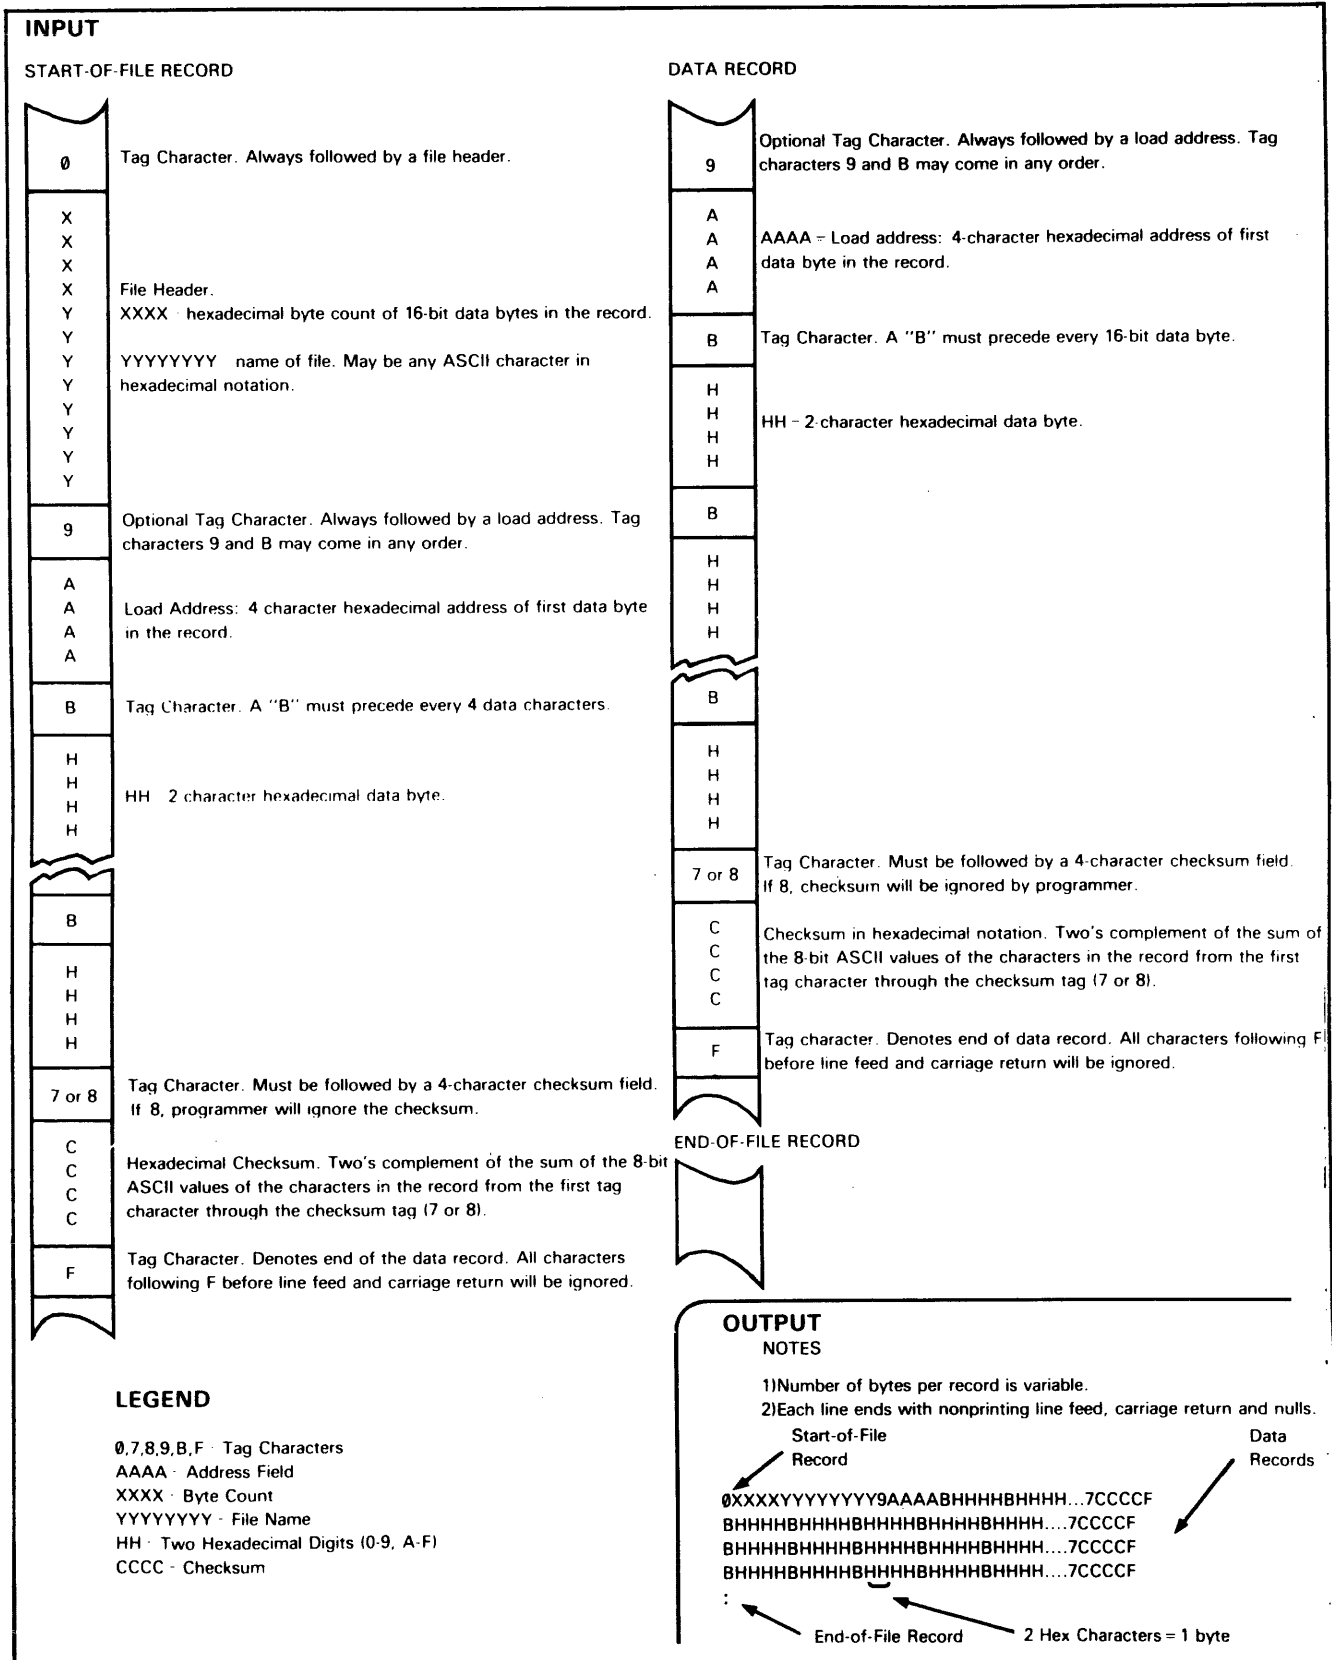 INPUT
START-OF-FILE RECORD
0
Tag Character. Always followed by a file header.
X
X
X
X
Y
Y
Y
Y
Y
Y
Y
Y
File Header.
XXXX - hexadecimal byte count of 16-bit data bytes in the record.
YYYYYYYY name of file. May be any ASCII character in
hexadecimal notation.
9
Optional Tag Character. Always followed by a load address. Tag
characters 9 and B may come in any order.
A
A
A
A
Load Address: 4 character hexadecimal address of first data byte
in the record.
B
Tag Character. A "B" must precede every 4 data characters.
H
H
H
H
HH 2 character hexadecimal data byte.
B
H
H
H
H
7 or 8
Tag Character. Must be followed by a 4-character checksum field.
If 8, programmer will ignore the checksum.
C
C
C
C
Hexadecimal Checksum. Two's complement of the sum of the 8-bit
ASCII values of the characters in the record from the first tag
character through the checksum tag (7 or 8).
F
Tag Character. Denotes end of the data record. All characters
following F before line feed and carriage return will be ignored.
LEGEND
0,7,8,9,B,F - Tag Characters
AAAA - Address Field
XXXX - Byte Count
YYYYYYYY - File Name
HH - Two Hexadecimal Digits (0-9, A-F)
CCCC - Checksum
DATA RECORD
9
Optional Tag Character. Always followed by a load address. Tag
characters 9 and B may come in any order.
A
A
A
A
AAAA - Load address: 4-character hexadecimal address of first
data byte in the record.
B
Tag Character. A "B" must precede every 16-bit data byte.
H
H
H
H
HH - 2-character hexadecimal data byte.
B
H
H
H
H
B
H
H
H
H
7 or 8
Tag Character. Must be followed by a 4-character checksum field.
If 8, checksum will be ignored by programmer.
C
C
C
C
Checksum in hexadecimal notation. Two's complement of the sum of
the 8-bit ASCII values of the characters in the record from the first
tag character through the checksum tag (7 or 8).
F
Tag character. Denotes end of data record. All characters following F
before line feed and carriage return will be ignored.
END-OF-FILE RECORD
OUTPUT
NOTES
1)Number of bytes per record is variable.
2)Each line ends with nonprinting line feed, carriage return and nulls.
Start-of-File
Record
Data
Records
0XXXXYYYYYYYY9AAAABHHHHBHHHH...7CCCCF
BHHHHBHHHHBHHHHBHHHHBHHHH....7CCCCF
BHHHHBHHHHBHHHHBHHHHBHHHH....7CCCCF
BHHHHBHHHHBHHHHBHHHHBHHHH....7CCCCF
:
End-of-File Record
2 Hex Characters = 1 byte